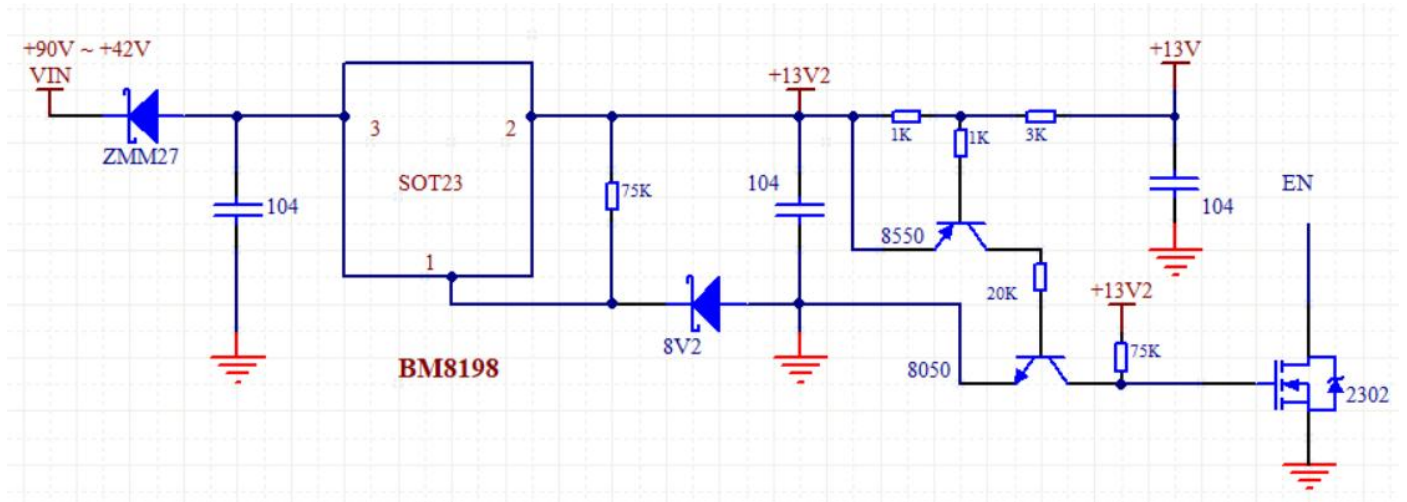 +90V ~ +42V
VIN
ZMM27
104
3
2
SOT23
1
BM8198
75K
8V2
+13V2
104
1K
1K
3K
+13V
104
8550
20K
8050
+13V2
75K
EN
2302